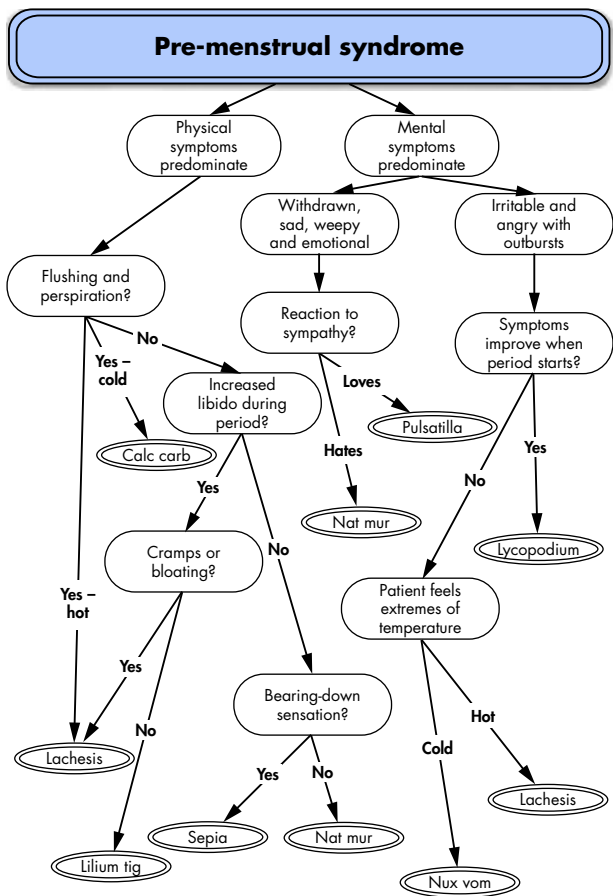 Pre-menstrual syndrome
Physical
symptoms
predominate
Mental
symptoms
predominate
Withdrawn,
sad, weepy
and emotional
Irritable and
angry with
outbursts
Flushing and
perspiration?
Reaction to
sympathy?
Symptoms
improve when
period starts?
No
Yes –
cold
Increased
libido during
period?
Loves
Pulsatilla
Calc carb
Hates
Yes
No
Yes
Nat mur
Lycopodium
Cramps or
bloating?
No
Yes –
hot
Patient feels
extremes of
temperature
Yes
No
Bearing-down
sensation?
Hot
Cold
Lachesis
Yes
No
Lachesis
Sepia
Nat mur
Lilium tig
Nux vom